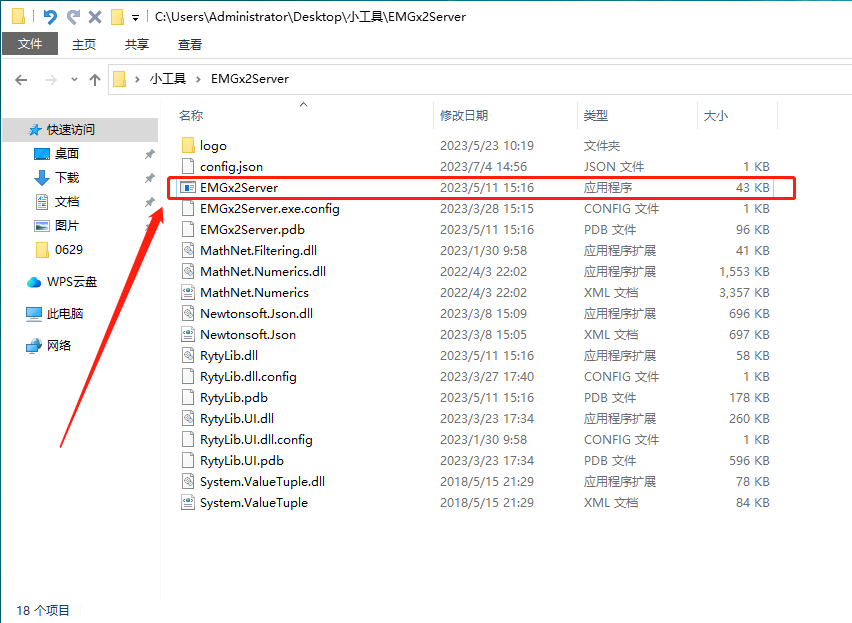 C:\Users\Administrator\Desktop\小工具\EMGx2Server
文件 主页 共享 查看
小工具 EMGx2Server
名称 修改日期 类型 大小
快速访问
桌面
下载
文档
图片
0629
WPS云盘
此电脑
网络
logo 2023/5/23 10:19 文件夹
config.json 2023/7/4 14:56 JSON 文件 1 KB
EMGx2Server 2023/5/11 15:16 应用程序 43 KB
EMGx2Server.exe.config 2023/3/28 15:15 CONFIG 文件 1 KB
EMGx2Server.pdb 2023/5/11 15:16 PDB 文件 96 KB
MathNet.Filtering.dll 2023/1/30 9:58 应用程序扩展 41 KB
MathNet.Numerics.dll 2022/4/3 22:02 应用程序扩展 1,553 KB
MathNet.Numerics 2022/4/3 22:02 XML 文档 3,357 KB
Newtonsoft.Json.dll 2023/3/8 15:09 应用程序扩展 696 KB
Newtonsoft.Json 2023/3/8 15:05 XML 文档 697 KB
RytyLib.dll 2023/5/11 15:16 应用程序扩展 58 KB
RytyLib.dll.config 2023/3/27 17:40 CONFIG 文件 1 KB
RytyLib.pdb 2023/5/11 15:16 PDB 文件 178 KB
RytyLib.UI.dll 2023/3/23 17:34 应用程序扩展 260 KB
RytyLib.UI.dll.config 2023/1/30 9:58 CONFIG 文件 1 KB
RytyLib.UI.pdb 2023/3/23 17:34 PDB 文件 596 KB
System.ValueTuple.dll 2018/5/15 21:29 应用程序扩展 78 KB
System.ValueTuple 2018/5/15 21:29 XML 文档 84 KB
18 个项目